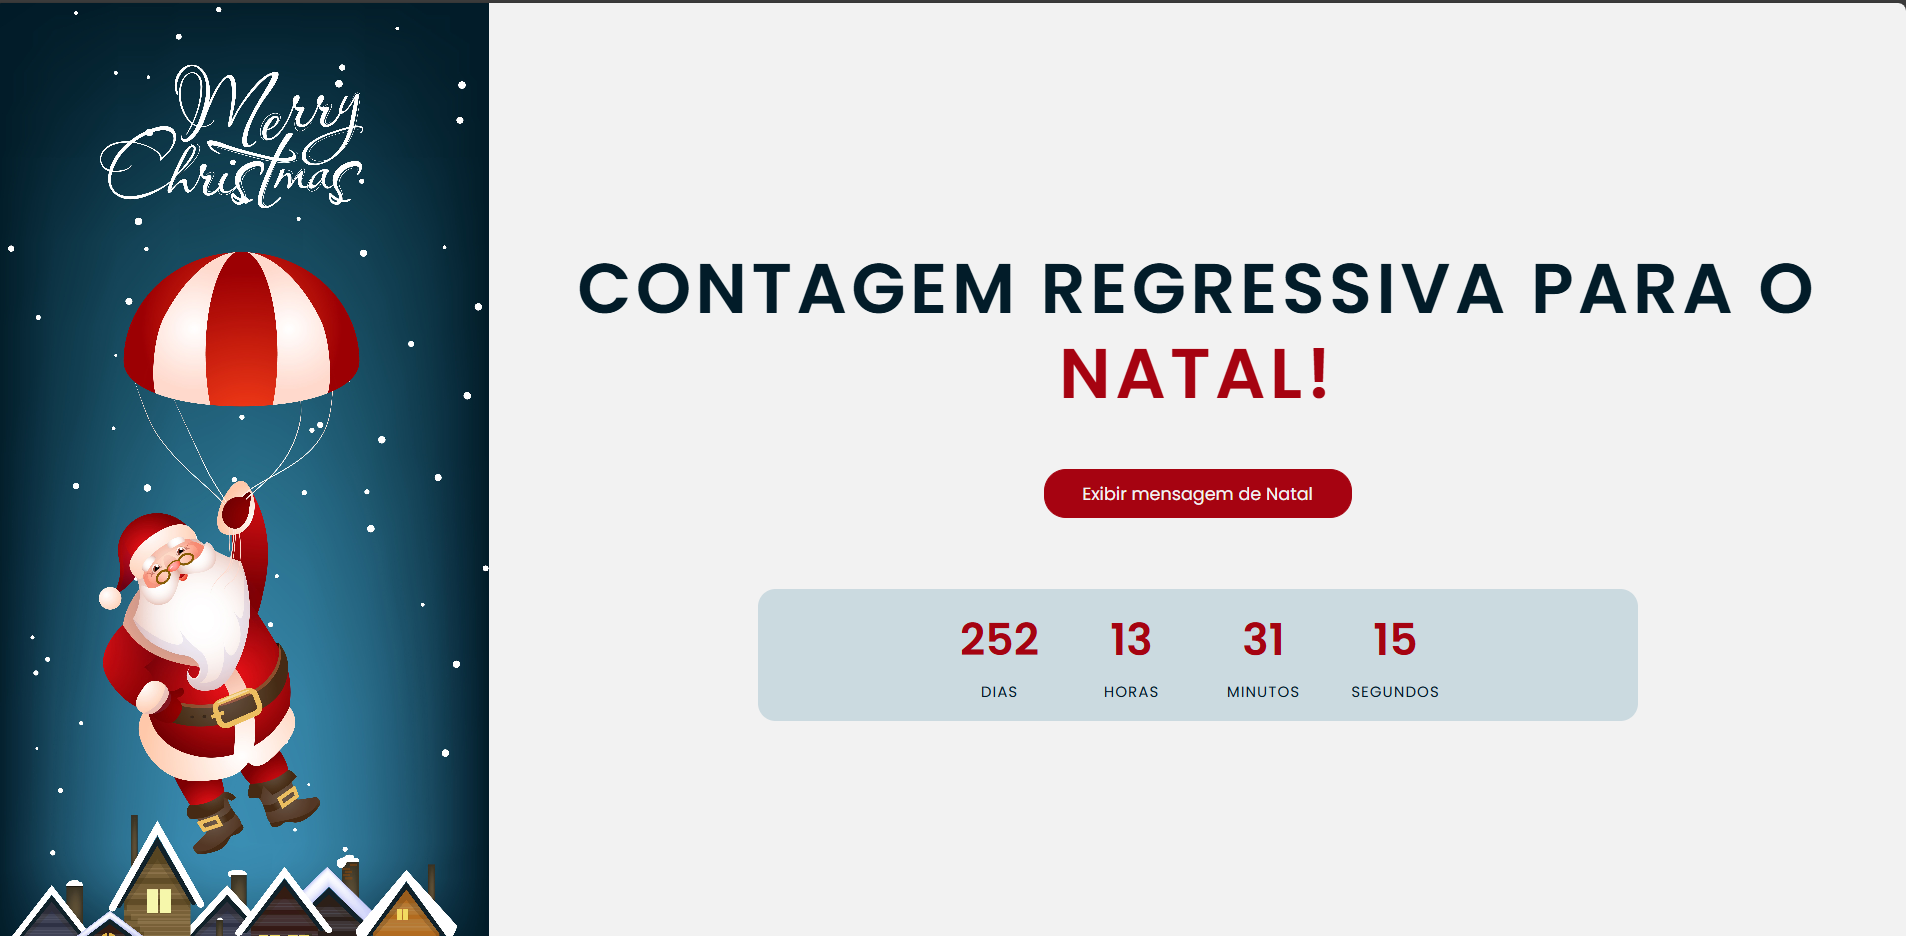 Merry
Christmas
CONTAGEM REGRESSIVA PARA O
NATAL!
Exibir mensagem de Natal
252 13 31 15
DIAS HORAS MINUTOS SEGUNDOS